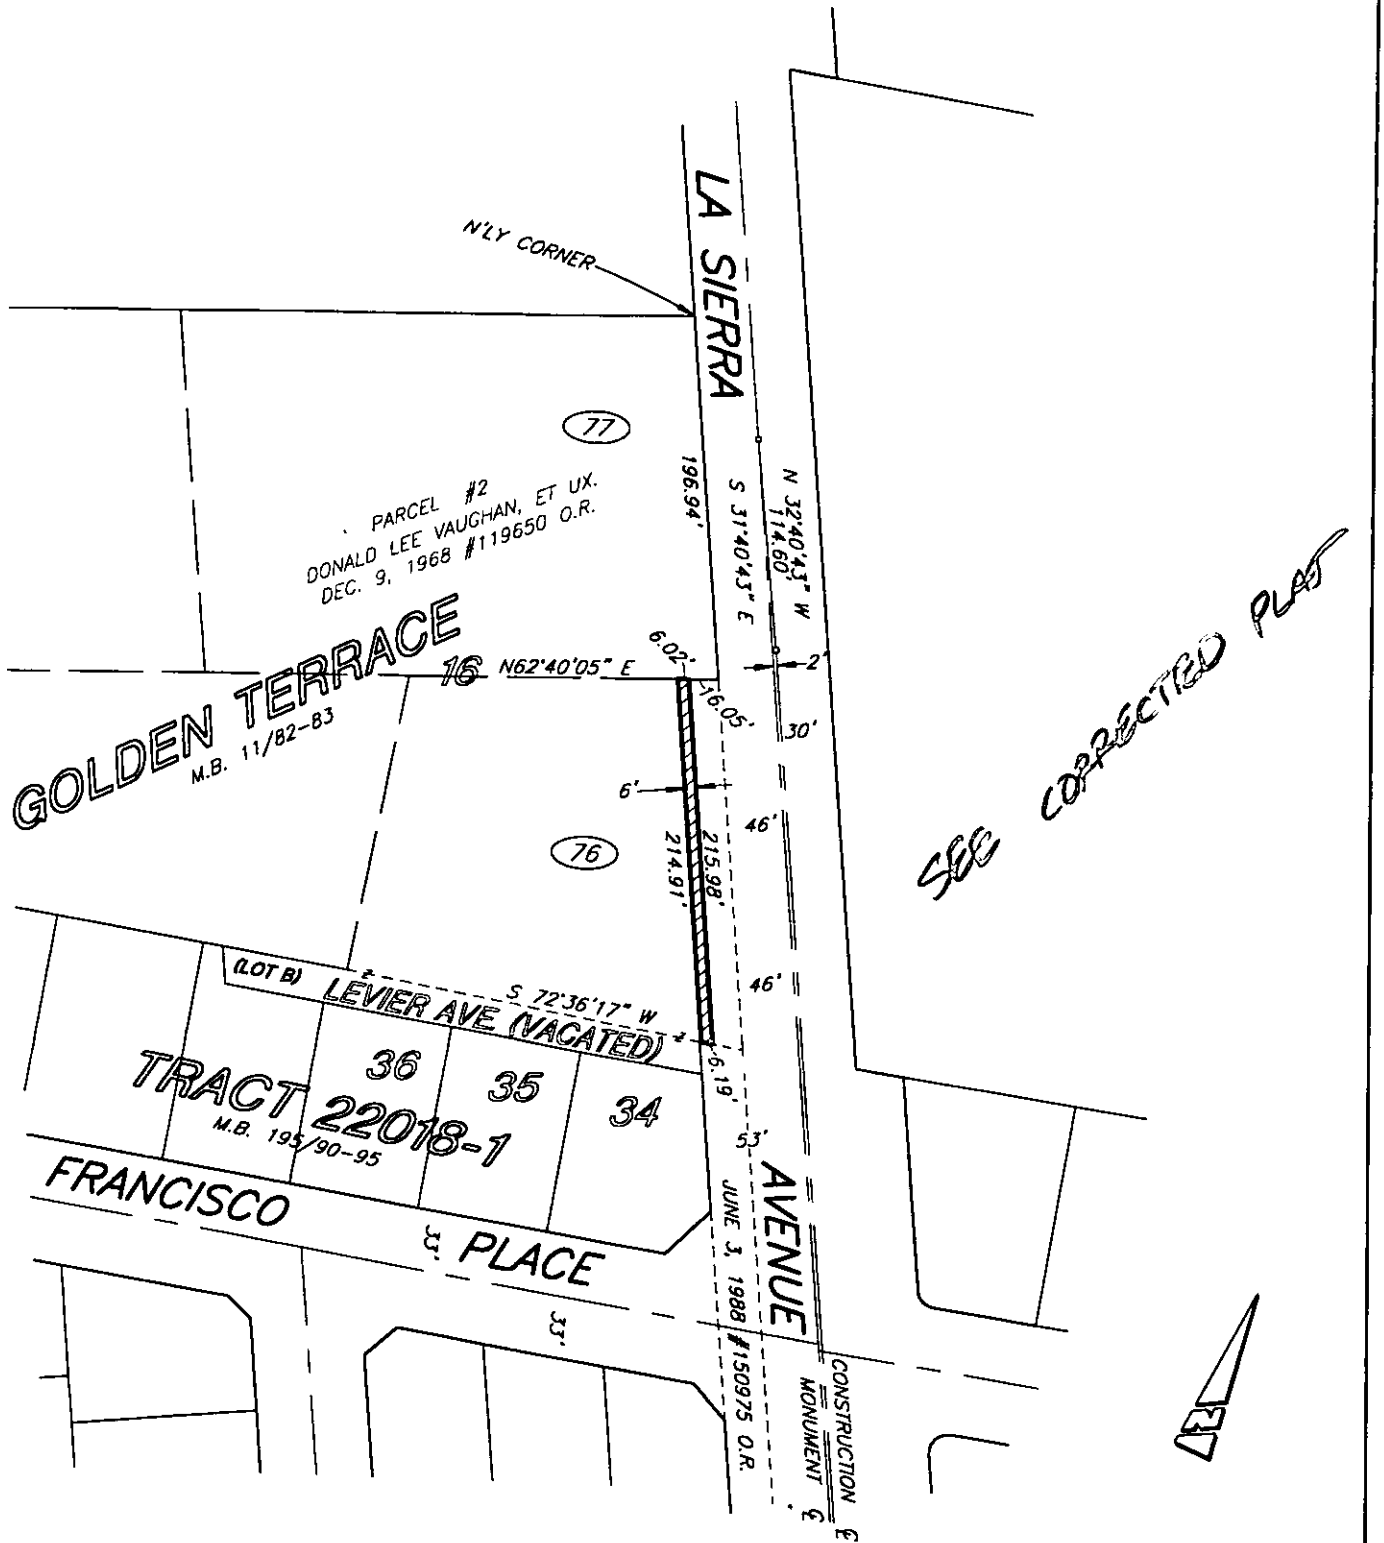 N'LY CORNER
LA SIERRA
77
196.94'
S 31°40'43" E
N 32°40'43" W
114.60'
PARCEL #2
DONALD LEE VAUGHAN, ET UX.
DEC. 9, 1968 #119650 O.R.
GOLDEN TERRACE
M.B. 11/82-83
16
N62°40'05" E
6.02'
16.05'
2'
30'
6'
46'
76
214.91'
215.98'
46'
SEE CORRECTED PLAT
(LOT B)
LEVIER AVE (VACATED)
S 72°36'17" W
6.19'
36
35
34
TRACT 22018-1
M.B. 195/90-95
53'
AVENUE
JUNE 3, 1988 #150975 O.R.
FRANCISCO PLACE
33'
33'
CONSTRUCTION ℄
MONUMENT ℄
N